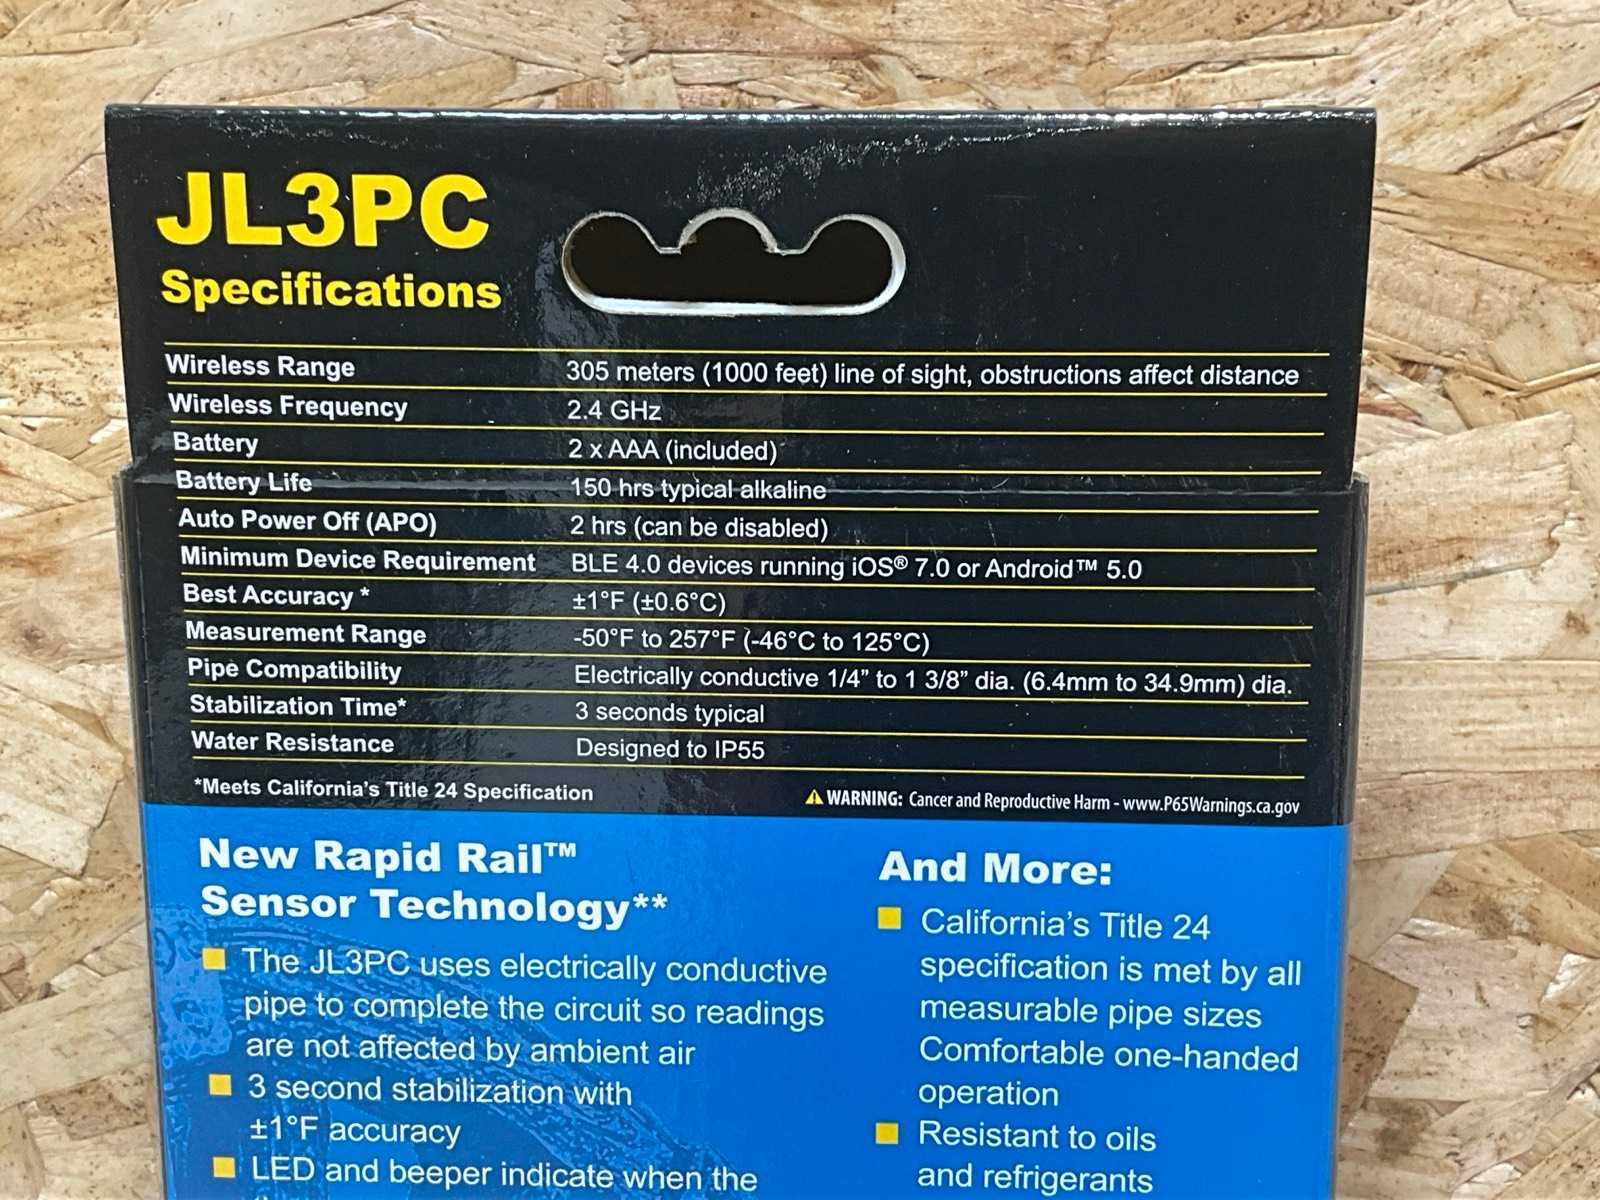 JL3PC
Specifications
Wireless Range 305 meters (1000 feet) line of sight, obstructions affect distance
Wireless Frequency 2.4 GHz
Battery 2 x AAA (included)
Battery Life 150 hrs typical alkaline
Auto Power Off (APO) 2 hrs (can be disabled)
Minimum Device Requirement BLE 4.0 devices running iOS® 7.0 or Android™ 5.0
Best Accuracy * ±1°F (±0.6°C)
Measurement Range -50°F to 257°F (-46°C to 125°C)
Pipe Compatibility Electrically conductive 1/4” to 1 3/8” dia. (6.4mm to 34.9mm) dia.
Stabilization Time* 3 seconds typical
Water Resistance Designed to IP55
*Meets California’s Title 24 Specification
⚠ WARNING: Cancer and Reproductive Harm - www.P65Warnings.ca.gov
New Rapid Rail™
Sensor Technology**
The JL3PC uses electrically conductive
pipe to complete the circuit so readings
are not affected by ambient air
3 second stabilization with
±1°F accuracy
LED and beeper indicate when the
And More:
California’s Title 24
specification is met by all
measurable pipe sizes
Comfortable one-handed
operation
Resistant to oils
and refrigerants